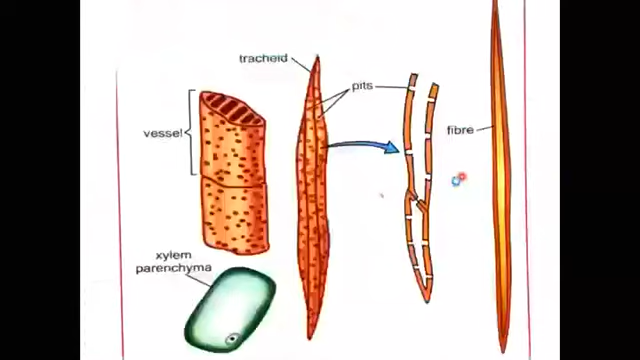 tracheid
pits
vessel
fibre
xylem
parenchyma